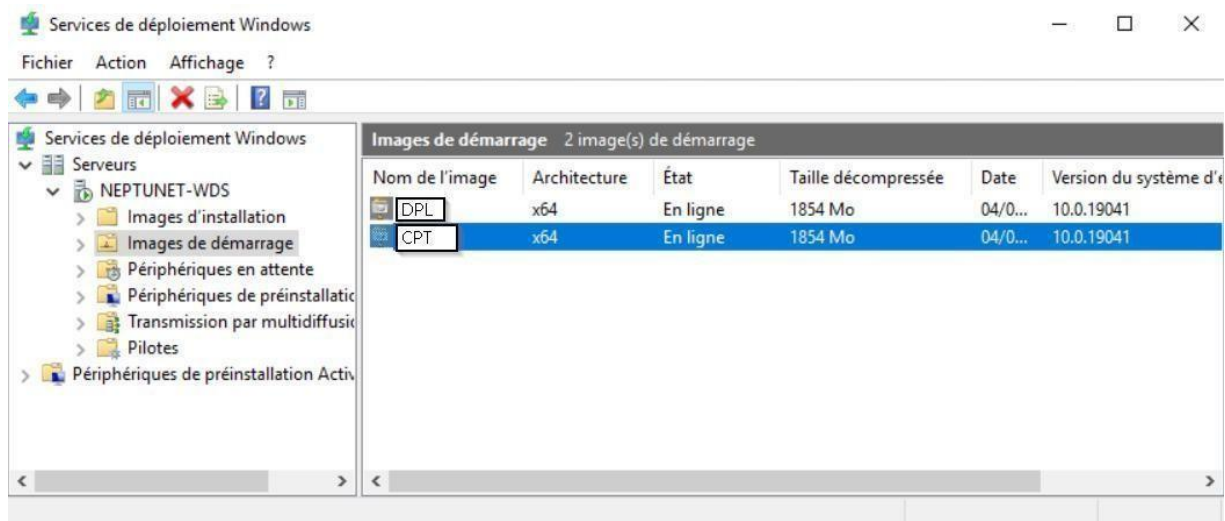 Services de déploiement Windows
Fichier Action Affichage ?
Services de déploiement Windows
Serveurs
NEPTUNET-WDS
Images d'installation
Images de démarrage
Périphériques en attente
Périphériques de préinstallatic
Transmission par multidiffusic
Pilotes
Périphériques de préinstallation Activ
Images de démarrage 2 image(s) de démarrage
Nom de l'image Architecture État Taille décompressée Date Version du système d'e
DPL x64 En ligne 1854 Mo 04/0... 10.0.19041
CPT x64 En ligne 1854 Mo 04/0... 10.0.19041